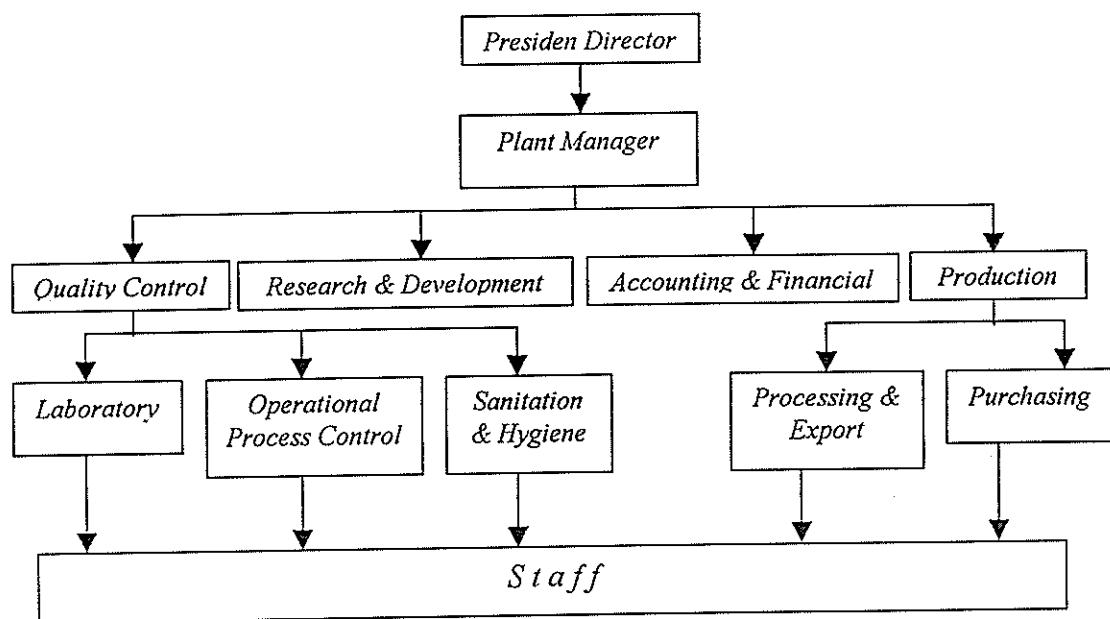 Presiden Director
Plant Manager
Quality Control
Research & Development
Accounting & Financial
Production
Laboratory
Operational
Process Control
Sanitation
& Hygiene
Processing &
Export
Purchasing
Staff